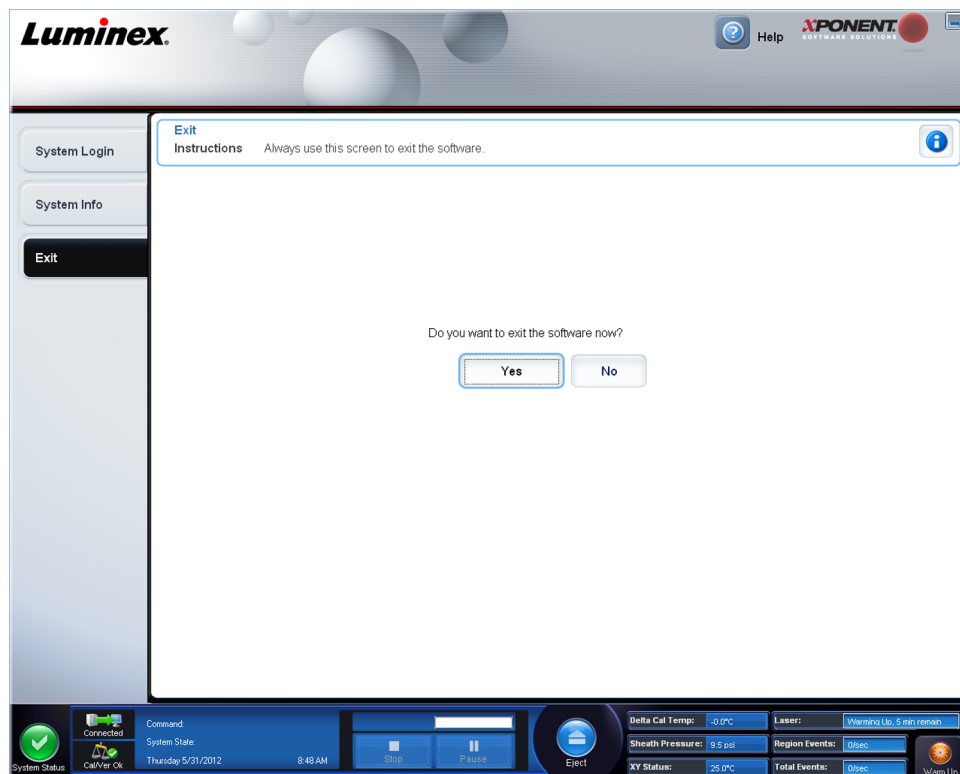 Luminex.
Help
XPONENT.
SOFTWARE SOLUTIONS
System Login
System Info
Exit
Exit
Instructions Always use this screen to exit the software.
Do you want to exit the software now?
Yes No
System Status
Connected
Cal/Ver Ok
Command:
System State:
Thursday 5/31/2012 8:48 AM
Stop Pause
Eject
Delta Cal Temp: -0.0°C
Sheath Pressure: 9.5 psi
XY Status: 25.0°C
Laser: Warming Up, 5 min remain
Region Events: 0/sec
Total Events: 0/sec
Warm Up